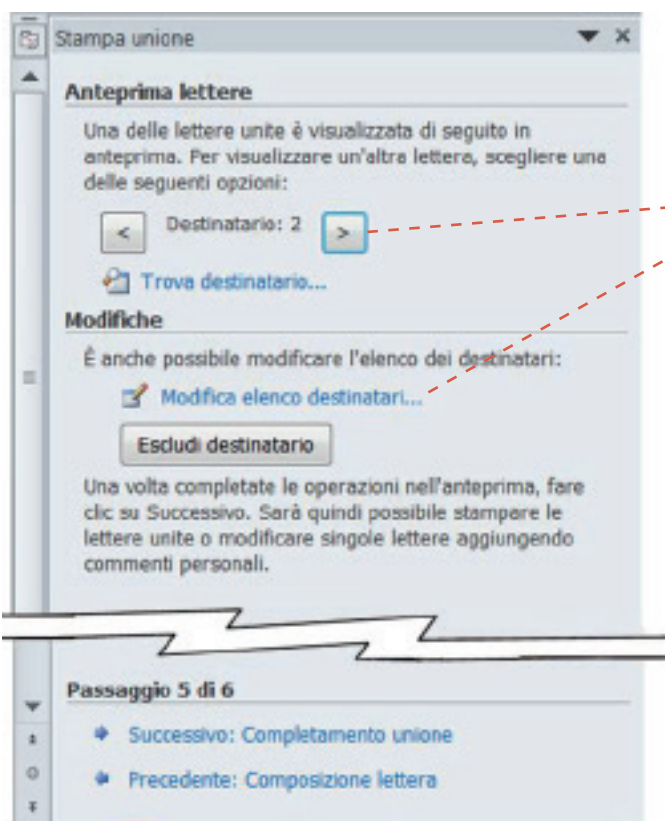 Stampa unione
Anteprima lettere
Una delle lettere unite è visualizzata di seguito in
anteprima. Per visualizzare un'altra lettera, scegliere una
delle seguenti opzioni:
< Destinatario: 2 >
Trova destinatario...
Modifiche
È anche possibile modificare l'elenco dei destinatari:
Modifica elenco destinatari...
Escludi destinatario
Una volta completate le operazioni nell'anteprima, fare
clic su Successivo. Sarà quindi possibile stampare le
lettere unite o modificare singole lettere aggiungendo
commenti personali.
Passaggio 5 di 6
Successivo: Completamento unione
Precedente: Composizione lettera